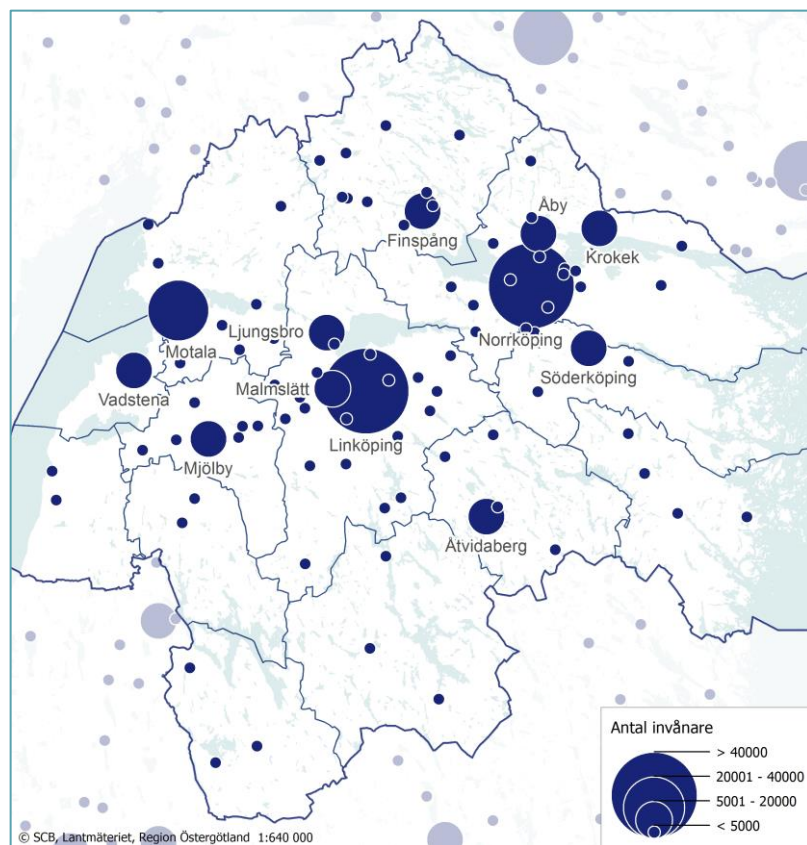 Åby
Finspång
Krokek
Ljungsbro
Motala
Norrköping
Malmslätt
Söderköping
Vadstena
Linköping
Mjölby
Åtvidaberg
Antal invånare
> 40000
20001 - 40000
5001 - 20000
< 5000
© SCB, Lantmäteriet, Region Östergötland 1:640 000